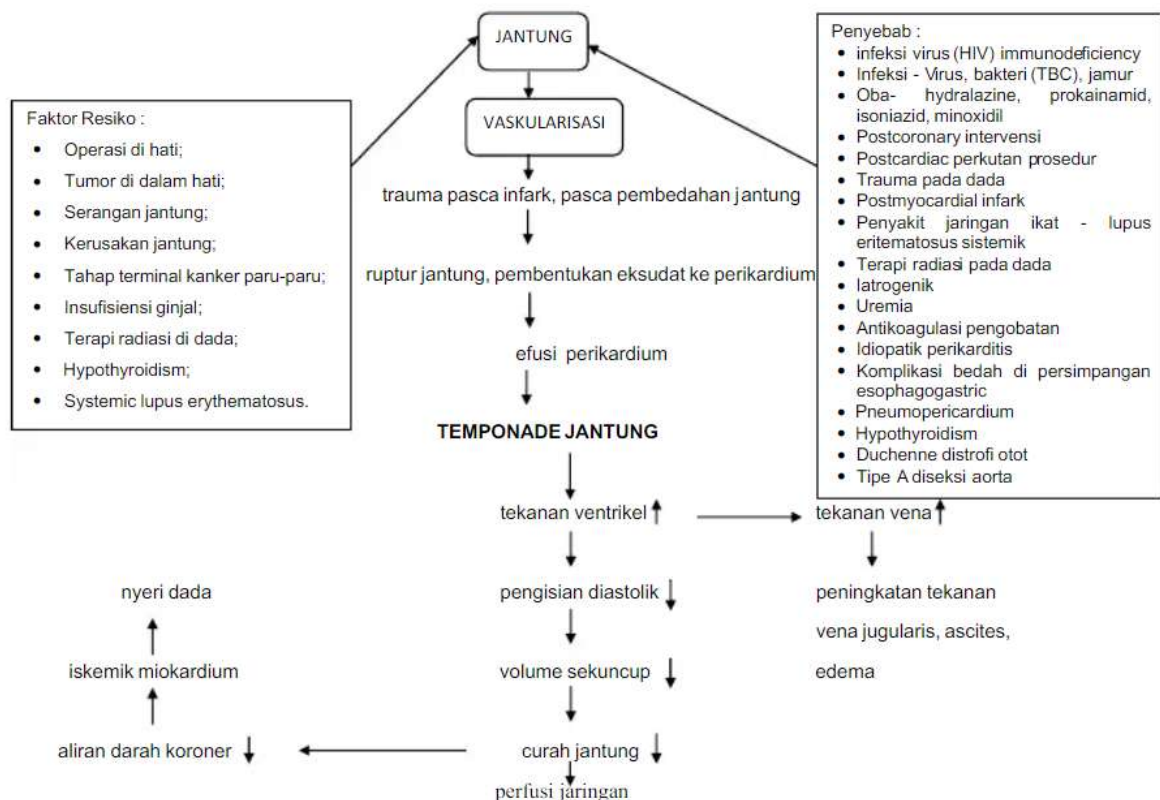 JANTUNG
VASKULARISASI
trauma pasca infark, pasca pembedahan jantung
ruptur jantung, pembentukan eksudat ke perikardium
efusi perikardium
TEMPONADE JANTUNG
Faktor Resiko :
• Operasi di hati;
• Tumor di dalam hati;
• Serangan jantung;
• Kerusakan jantung;
• Tahap terminal kanker paru-paru;
• Insufisiensi ginjal;
• Terapi radiasi di dada;
• Hypothyroidism;
• Systemic lupus erythematosus.
Penyebab :
• infeksi virus (HIV) immunodeficiency
• Infeksi - Virus, bakteri (TBC), jamur
• Oba- hydralazine, prokainamid,
isoniazid, minoxidil
• Postcoronary intervensi
• Postcardiac perkutan prosedur
• Trauma pada dada
• Postmyocardial infark
• Penyakit jaringan ikat - lupus
eritematosus sistemik
• Terapi radiasi pada dada
• Iatrogenik
• Uremia
• Antikoagulasi pengobatan
• Idiopatik perikarditis
• Komplikasi bedah di persimpangan
esophagogastric
• Pneumopericardium
• Hypothyroidism
• Duchenne distrofi otot
• Tipe A diseksi aorta
tekanan ventrikel
tekanan vena
pengisian diastolik
peningkatan tekanan
vena jugularis, ascites,
edema
volume sekuncup
curah jantung
perfusi jaringan
aliran darah koroner
iskemik miokardium
nyeri dada